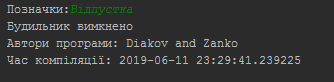 Позначки:Відпустка
Будильник вимкнено
Автори програми: Diakov and Zanko
Час компіляції: 2019-06-11 23:29:41.239225